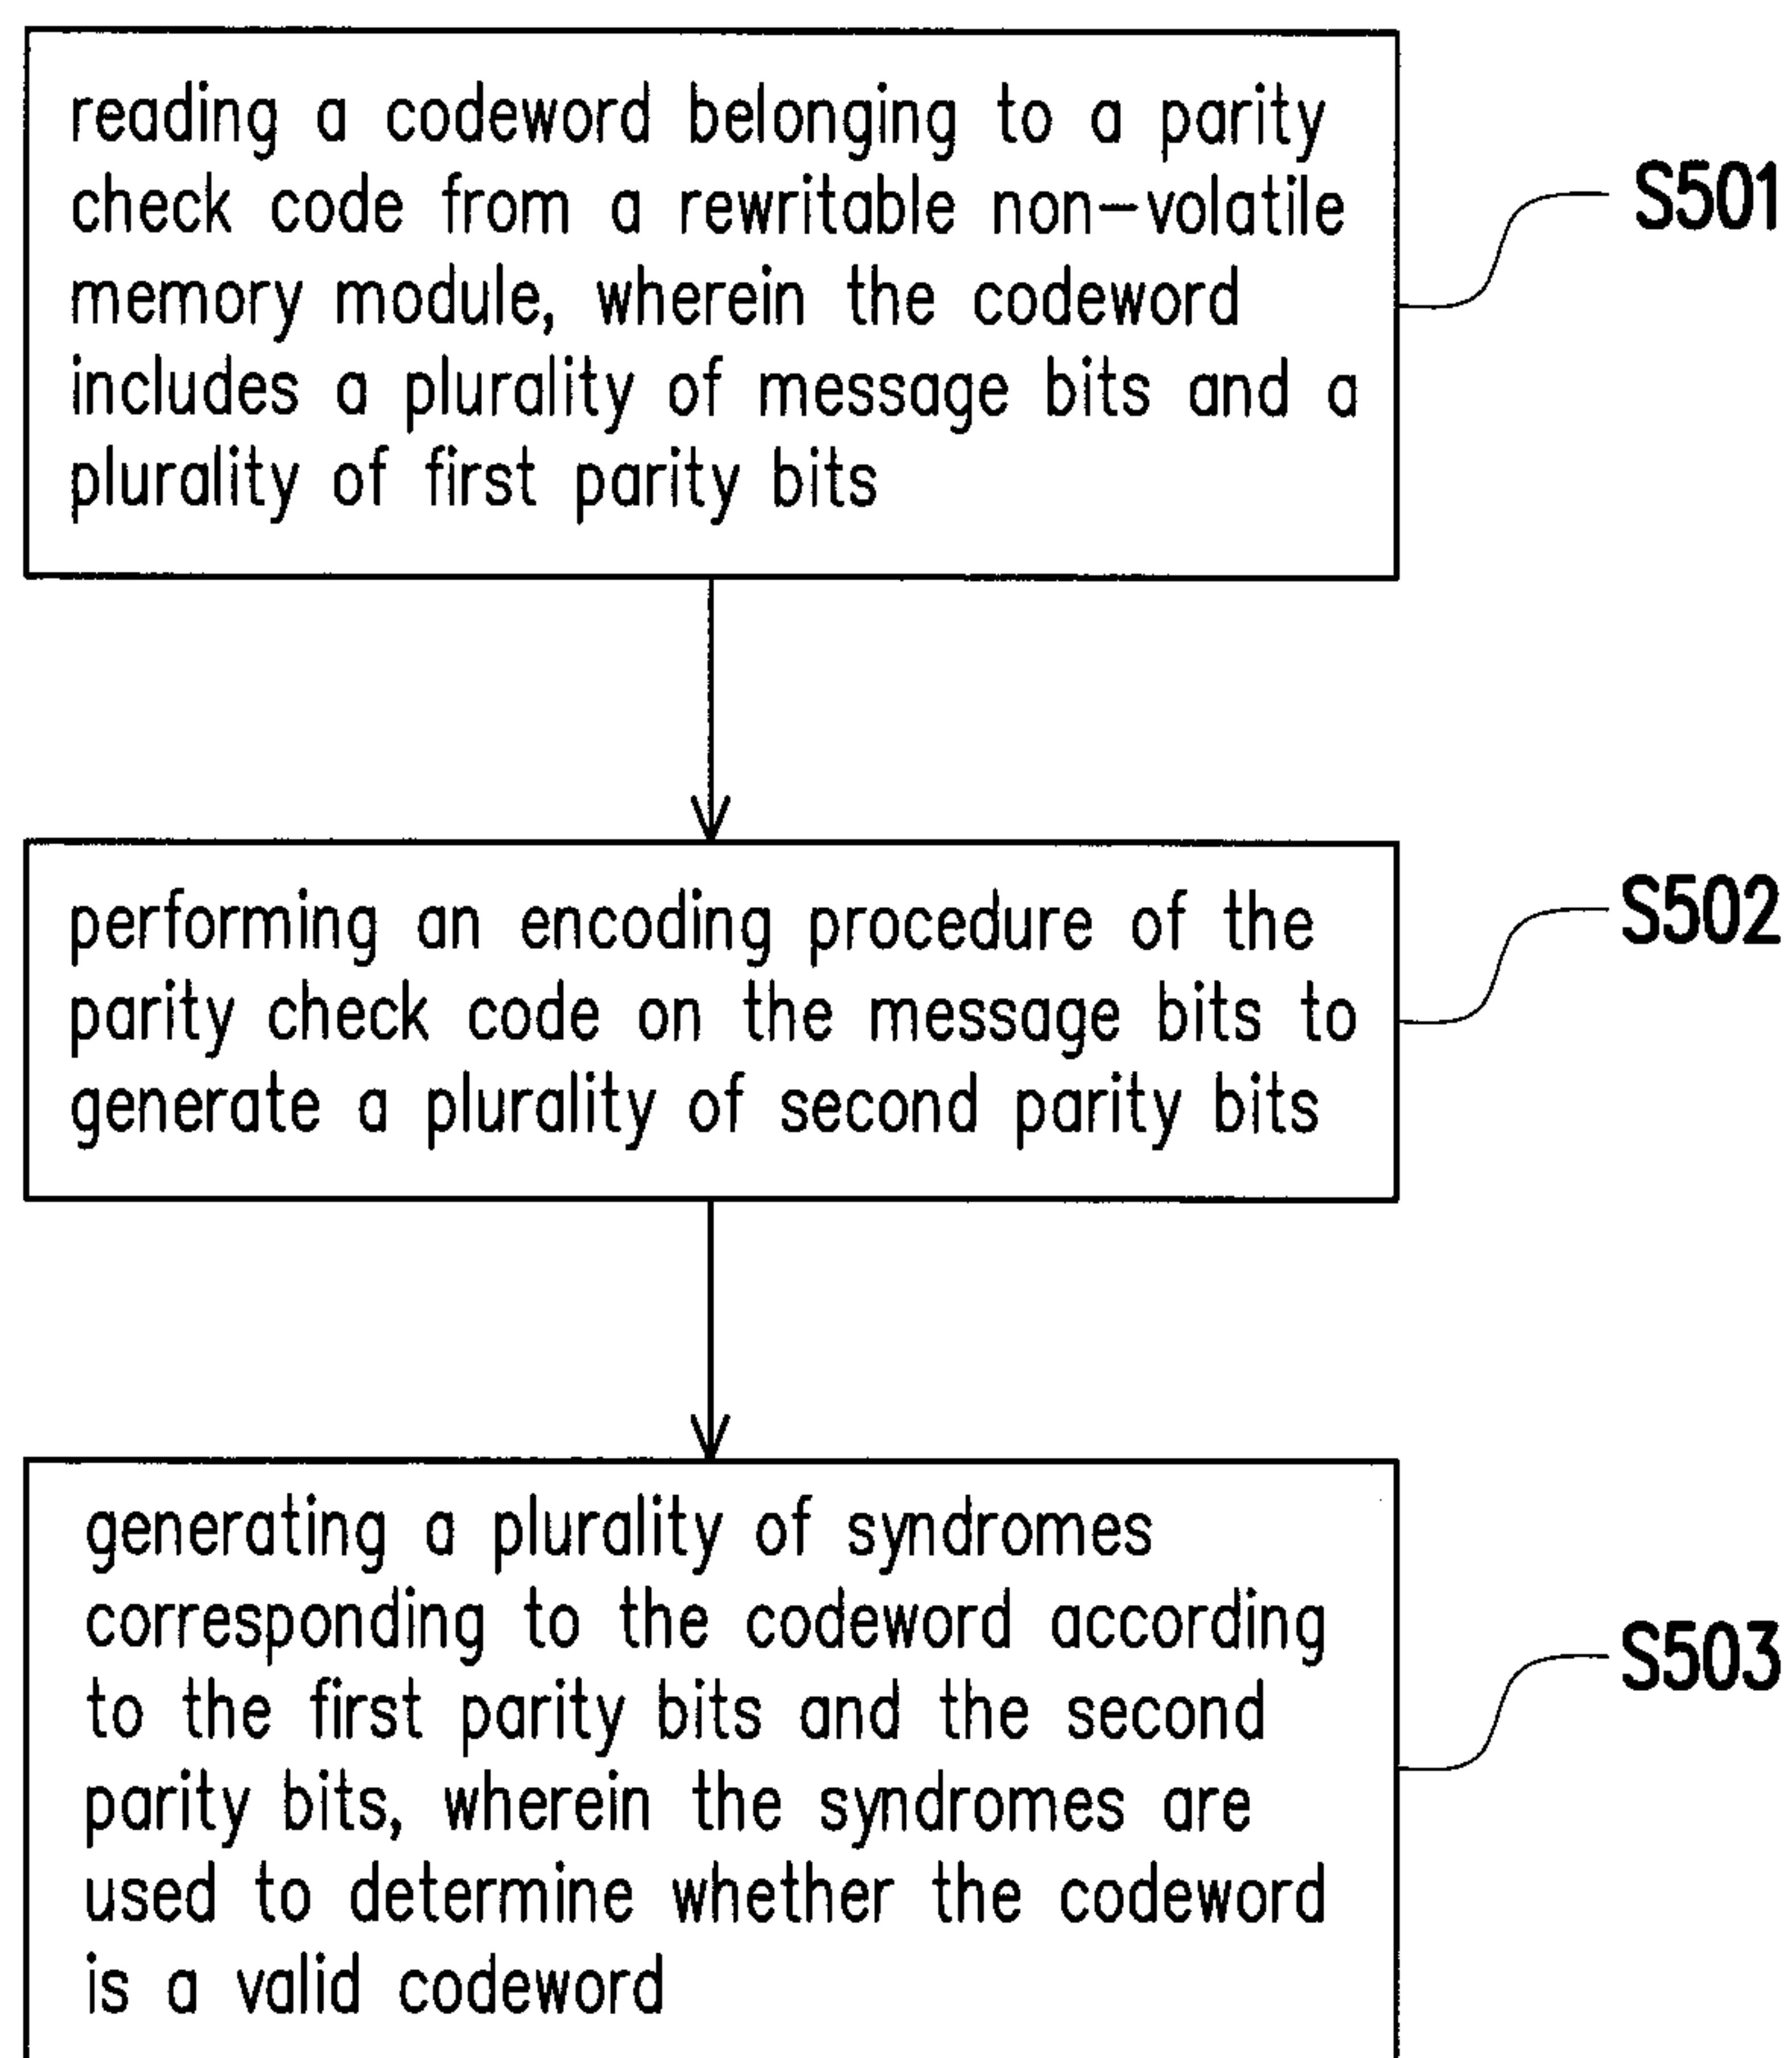 reading a codeword belonging to a parity
check code from a rewritable non-volatile
memory module, wherein the codeword
includes a plurality of message bits and a
plurality of first parity bits
S501
performing an encoding procedure of the
parity check code on the message bits to
generate a plurality of second parity bits
S502
generating a plurality of syndromes
corresponding to the codeword according
to the first parity bits and the second
parity bits, wherein the syndromes are
used to determine whether the codeword
is a valid codeword
S503